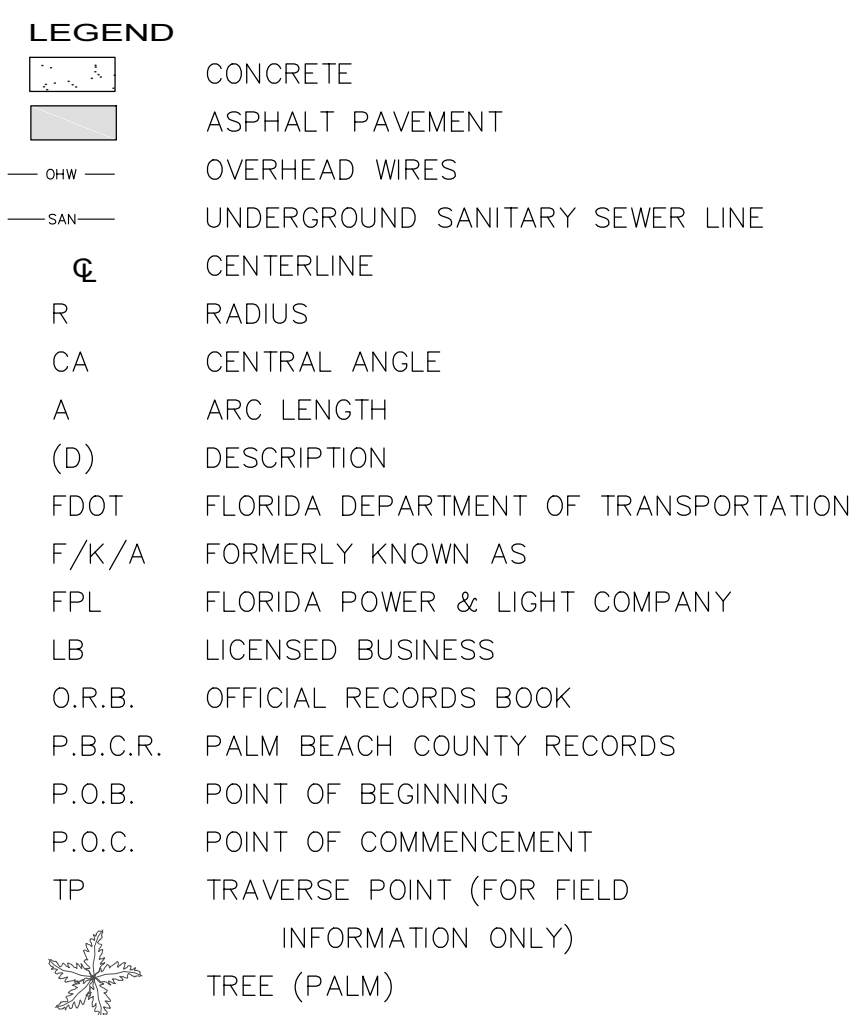 LEGEND
CONCRETE
ASPHALT PAVEMENT
OHW OVERHEAD WIRES
SAN UNDERGROUND SANITARY SEWER LINE
℄ CENTERLINE
R RADIUS
CA CENTRAL ANGLE
A ARC LENGTH
(D) DESCRIPTION
FDOT FLORIDA DEPARTMENT OF TRANSPORTATION
F/K/A FORMERLY KNOWN AS
FPL FLORIDA POWER & LIGHT COMPANY
LB LICENSED BUSINESS
O.R.B. OFFICIAL RECORDS BOOK
P.B.C.R. PALM BEACH COUNTY RECORDS
P.O.B. POINT OF BEGINNING
P.O.C. POINT OF COMMENCEMENT
TP TRAVERSE POINT (FOR FIELD
INFORMATION ONLY)
TREE (PALM)